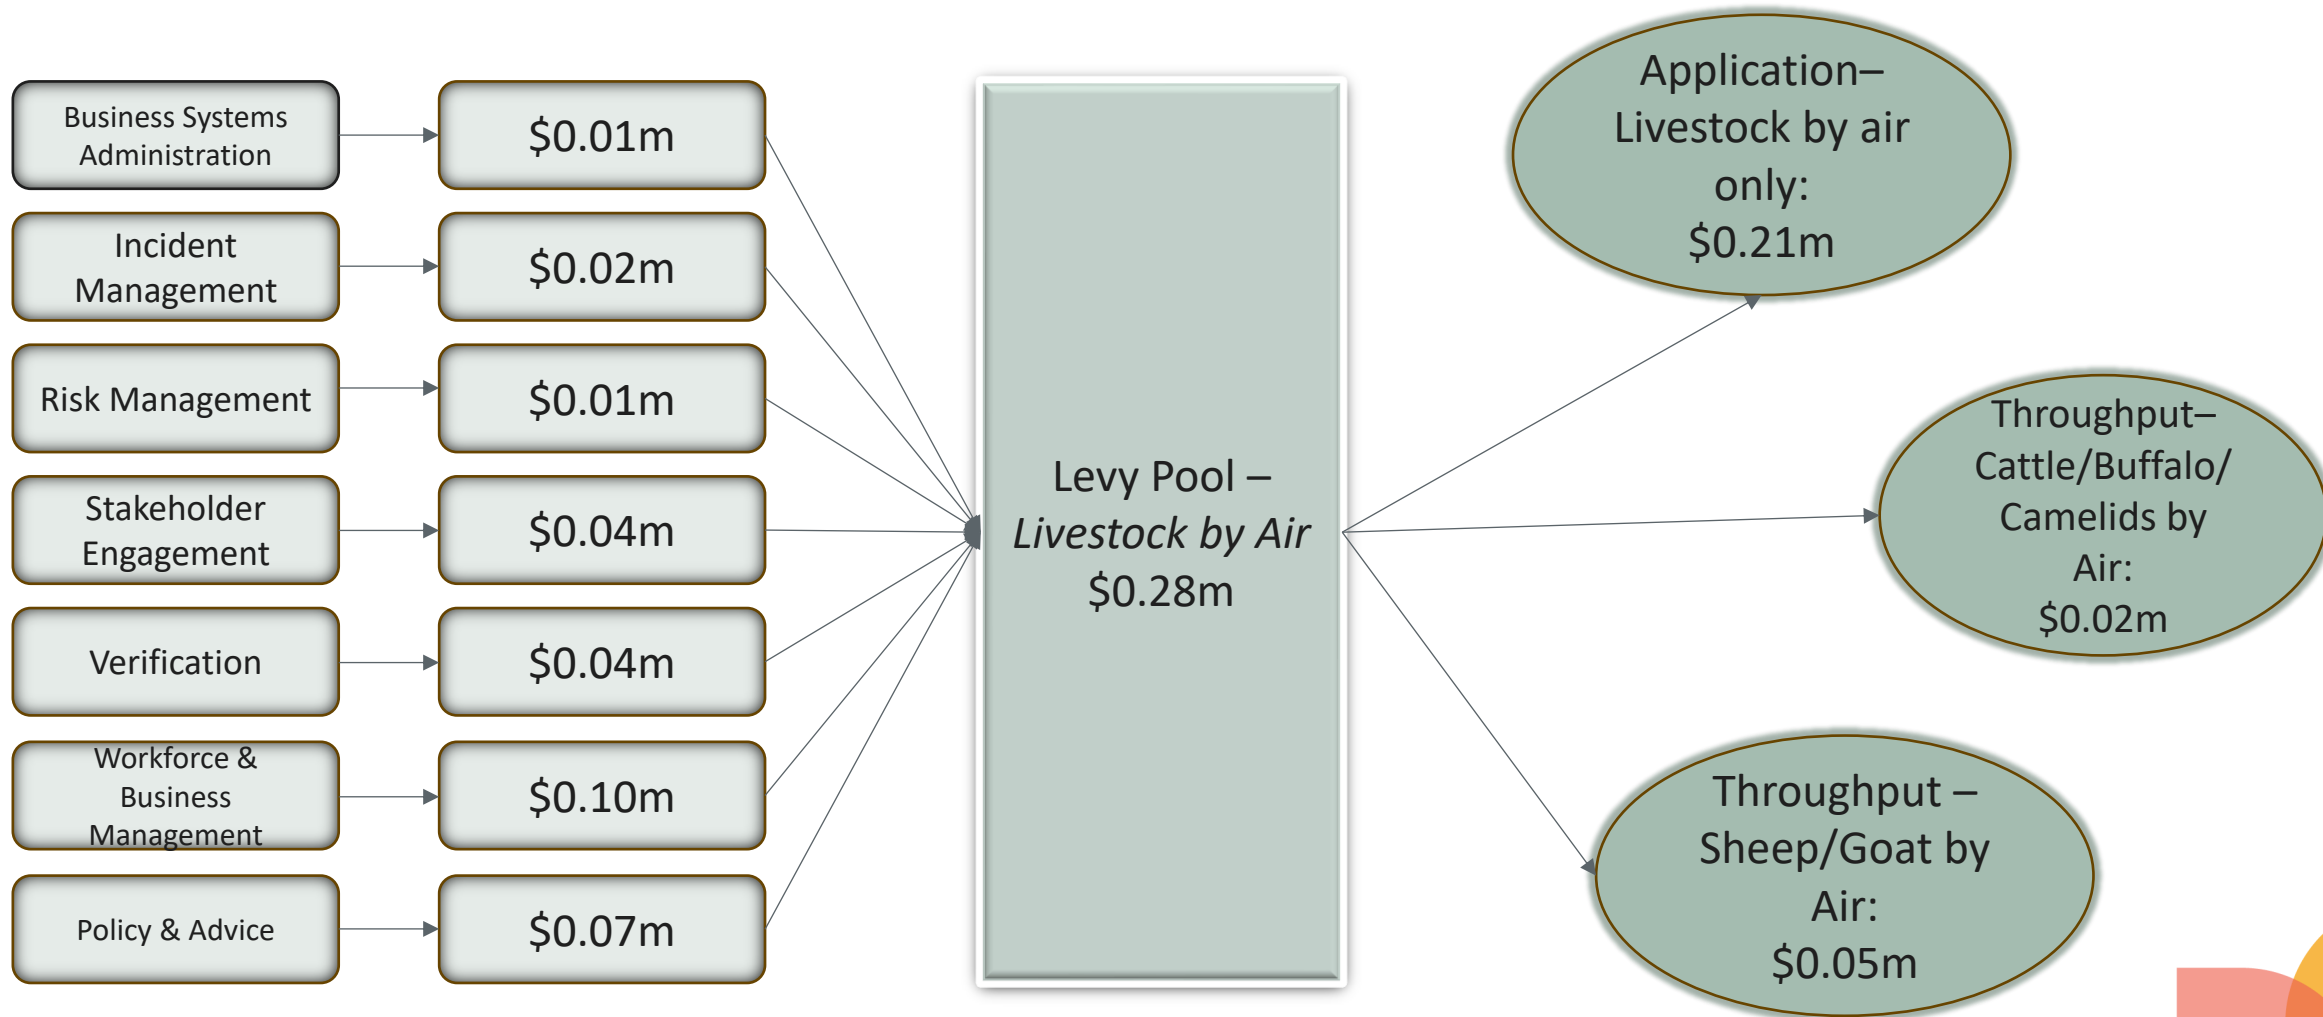 Business Systems
Administration
$0.01m
Incident
Management
$0.02m
Risk Management
$0.01m
Stakeholder
Engagement
$0.04m
Verification
$0.04m
Workforce &
Business
Management
$0.10m
Policy & Advice
$0.07m
Levy Pool –
Livestock by Air
$0.28m
Application–
Livestock by air
only:
$0.21m
Throughput–
Cattle/Buffalo/
Camelids by
Air:
$0.02m
Throughput –
Sheep/Goat by
Air:
$0.05m